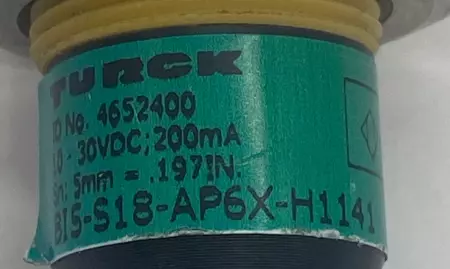 TURCK
ID No. 4652400
10 - 30VDC; 200mA
Sn: 5mm = .197IN.
BI5-S18-AP6X-H1141